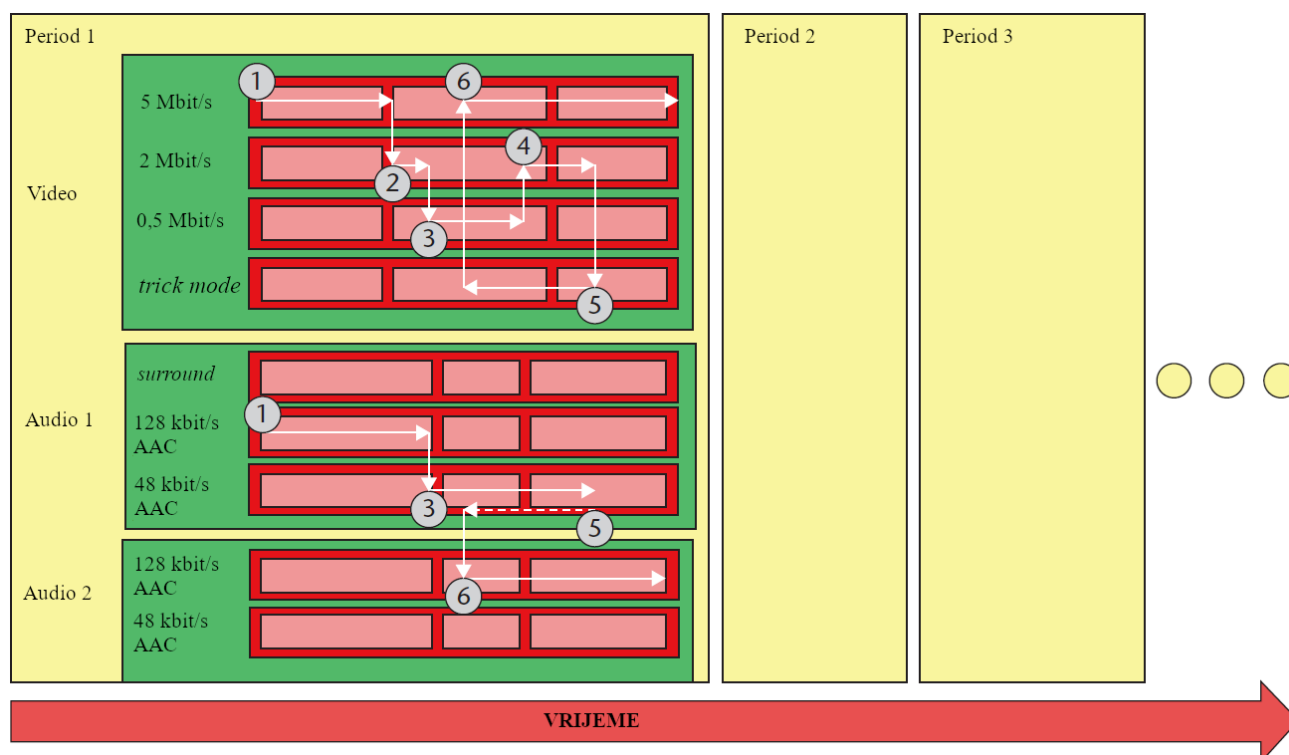 Period 1
Period 2
Period 3
Video
5 Mbit/s
2 Mbit/s
0,5 Mbit/s
trick mode
1
6
4
2
3
5
Audio 1
surround
128 kbit/s
AAC
48 kbit/s
AAC
1
3
5
Audio 2
128 kbit/s
AAC
48 kbit/s
AAC
6
VRIJEME